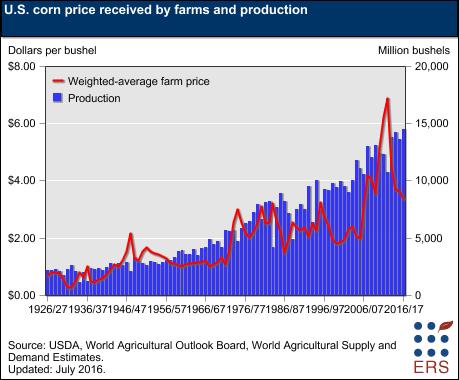 U.S. corn price received by farms and production
Dollars per bushel Million bushels
$8.00 20,000
Weighted-average farm price
Production
$6.00 15,000
$4.00 10,000
$2.00 5,000
$0.00 0
1926/27 1936/37 1946/47 1956/57 1966/67 1976/77 1986/87 1996/97 2006/07 2016/17
Source: USDA, World Agricultural Outlook Board, World Agricultural Supply and
Demand Estimates.
Updated: July 2016.
ERS